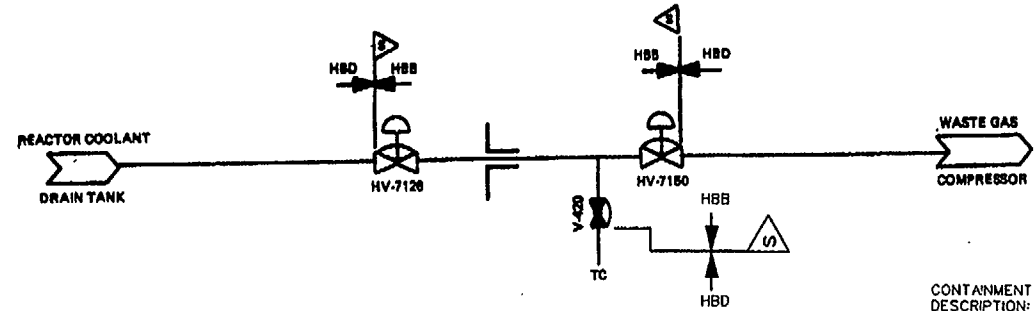 S
S
HBD
HBB
HBB
HBD
REACTOR COOLANT
DRAIN TANK
WASTE GAS
COMPRESSOR
HV-7126
HV-7150
V-420
TC
HBB
S
HBD
CONTAINMENT
DESCRIPTION: